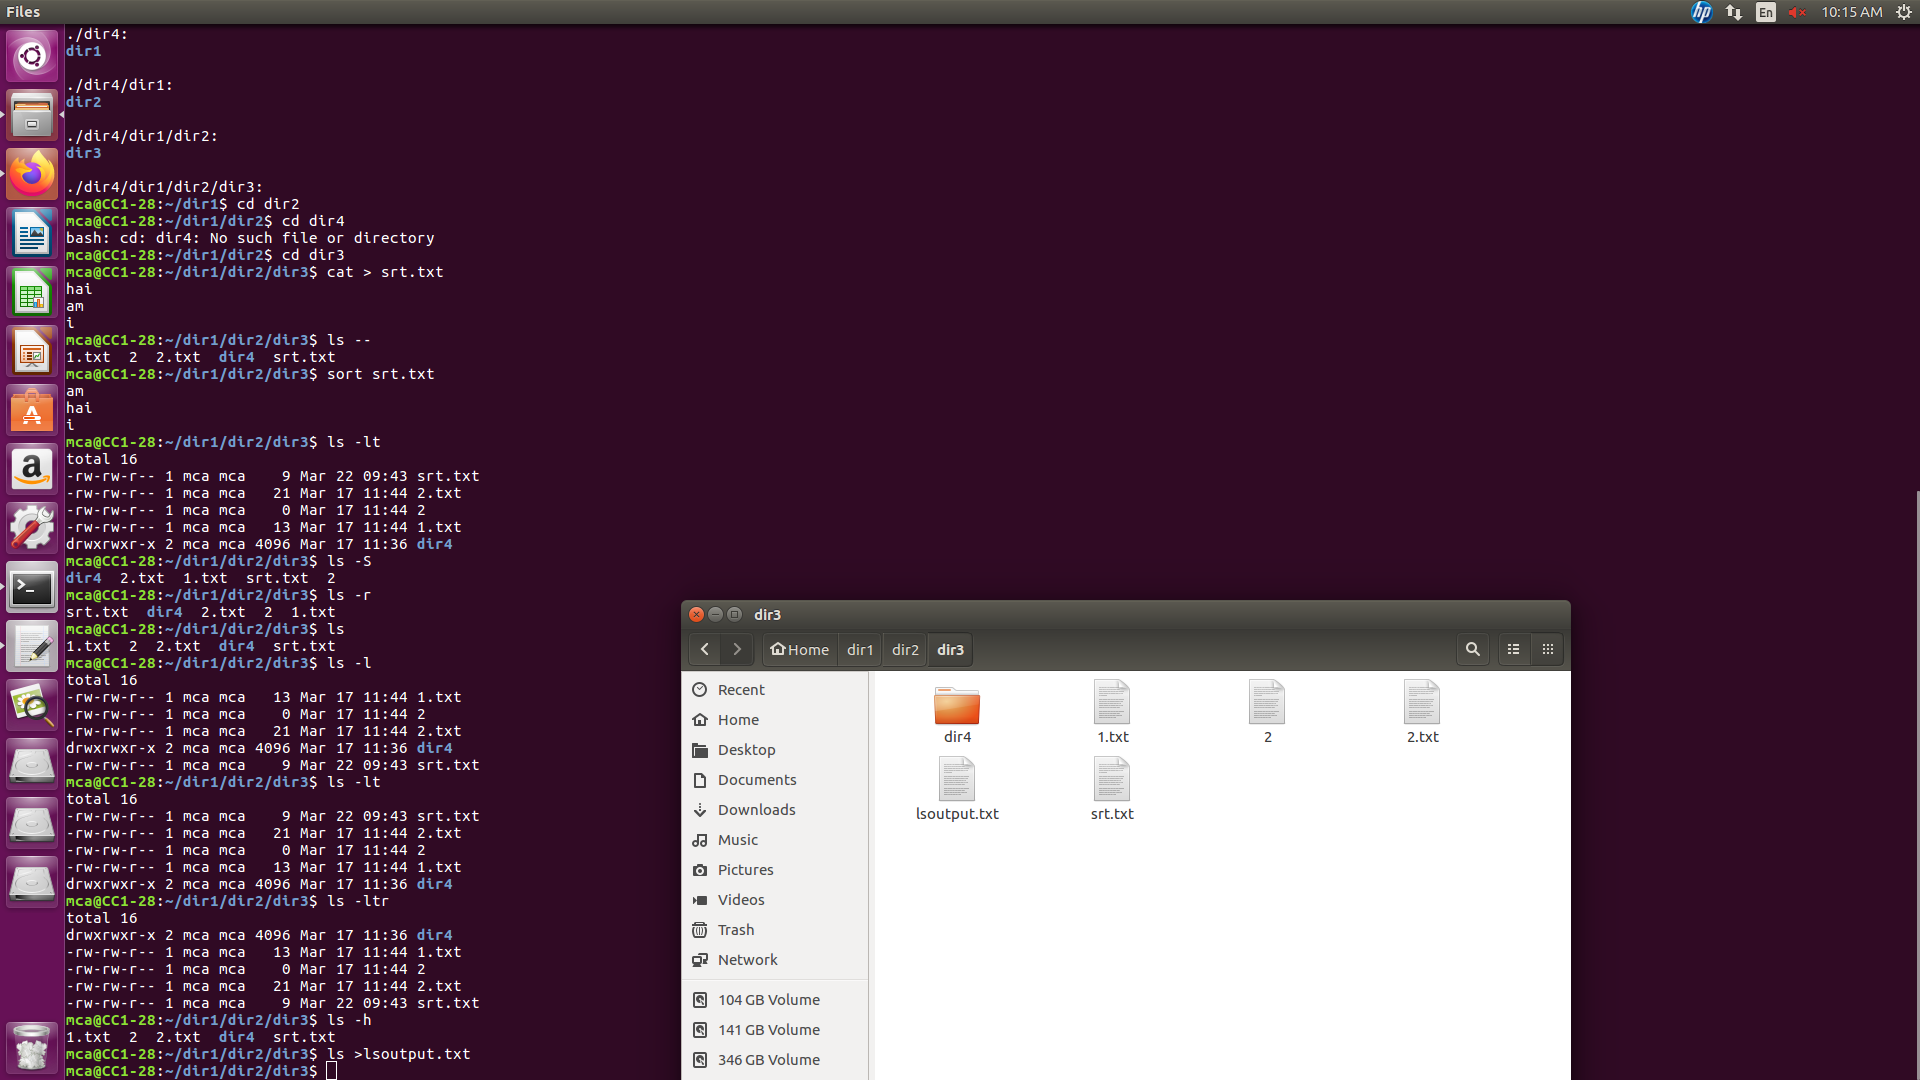 Files
En
10:15 AM
./dir4:
dir1
./dir4/dir1:
dir2
./dir4/dir1/dir2:
dir3
./dir4/dir1/dir2/dir3:
mca@CC1-28:~/dir1$ cd dir2
mca@CC1-28:~/dir1/dir2$ cd dir4
bash: cd: dir4: No such file or directory
mca@CC1-28:~/dir1/dir2$ cd dir3
mca@CC1-28:~/dir1/dir2/dir3$ cat > srt.txt
hai
am
i
mca@CC1-28:~/dir1/dir2/dir3$ ls --
1.txt  2  2.txt  dir4  srt.txt
mca@CC1-28:~/dir1/dir2/dir3$ sort srt.txt
am
hai
i
mca@CC1-28:~/dir1/dir2/dir3$ ls -lt
total 16
-rw-rw-r-- 1 mca mca    9 Mar 22 09:43 srt.txt
-rw-rw-r-- 1 mca mca   21 Mar 17 11:44 2.txt
-rw-rw-r-- 1 mca mca    0 Mar 17 11:44 2
-rw-rw-r-- 1 mca mca   13 Mar 17 11:44 1.txt
drwxrwxr-x 2 mca mca 4096 Mar 17 11:36 dir4
mca@CC1-28:~/dir1/dir2/dir3$ ls -S
dir4  2.txt  1.txt  srt.txt  2
mca@CC1-28:~/dir1/dir2/dir3$ ls -r
srt.txt  dir4  2.txt  2  1.txt
mca@CC1-28:~/dir1/dir2/dir3$ ls
1.txt  2  2.txt  dir4  srt.txt
mca@CC1-28:~/dir1/dir2/dir3$ ls -l
total 16
-rw-rw-r-- 1 mca mca   13 Mar 17 11:44 1.txt
-rw-rw-r-- 1 mca mca    0 Mar 17 11:44 2
-rw-rw-r-- 1 mca mca   21 Mar 17 11:44 2.txt
drwxrwxr-x 2 mca mca 4096 Mar 17 11:36 dir4
-rw-rw-r-- 1 mca mca    9 Mar 22 09:43 srt.txt
mca@CC1-28:~/dir1/dir2/dir3$ ls -lt
total 16
-rw-rw-r-- 1 mca mca    9 Mar 22 09:43 srt.txt
-rw-rw-r-- 1 mca mca   21 Mar 17 11:44 2.txt
-rw-rw-r-- 1 mca mca    0 Mar 17 11:44 2
-rw-rw-r-- 1 mca mca   13 Mar 17 11:44 1.txt
drwxrwxr-x 2 mca mca 4096 Mar 17 11:36 dir4
mca@CC1-28:~/dir1/dir2/dir3$ ls -ltr
total 16
drwxrwxr-x 2 mca mca 4096 Mar 17 11:36 dir4
-rw-rw-r-- 1 mca mca   13 Mar 17 11:44 1.txt
-rw-rw-r-- 1 mca mca    0 Mar 17 11:44 2
-rw-rw-r-- 1 mca mca   21 Mar 17 11:44 2.txt
-rw-rw-r-- 1 mca mca    9 Mar 22 09:43 srt.txt
mca@CC1-28:~/dir1/dir2/dir3$ ls -h
1.txt  2  2.txt  dir4  srt.txt
mca@CC1-28:~/dir1/dir2/dir3$ ls >lsoutput.txt
mca@CC1-28:~/dir1/dir2/dir3$
dir3
Home dir1 dir2 dir3
Recent
Home
Desktop
Documents
Downloads
Music
Pictures
Videos
Trash
Network
104 GB Volume
141 GB Volume
346 GB Volume
dir4 1.txt 2 2.txt
lsoutput.txt srt.txt
hp
a